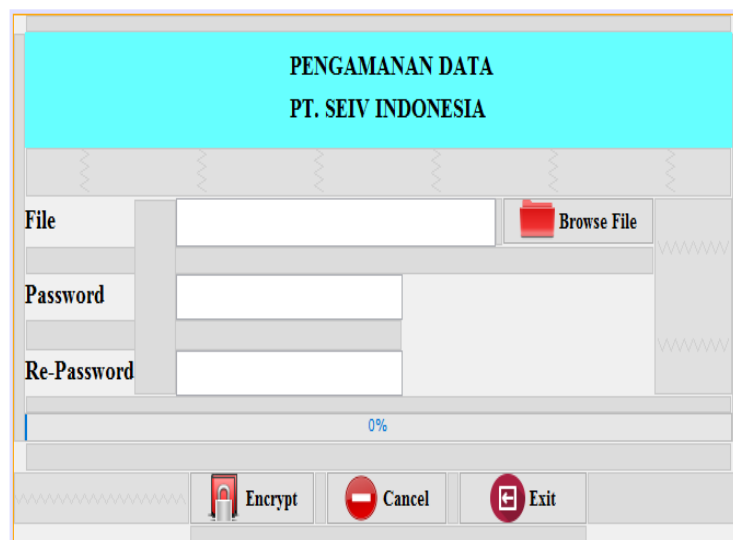 PENGAMANAN DATA
PT. SEIV INDONESIA
File
Browse File
Password
Re-Password
0%
Encrypt
Cancel
Exit